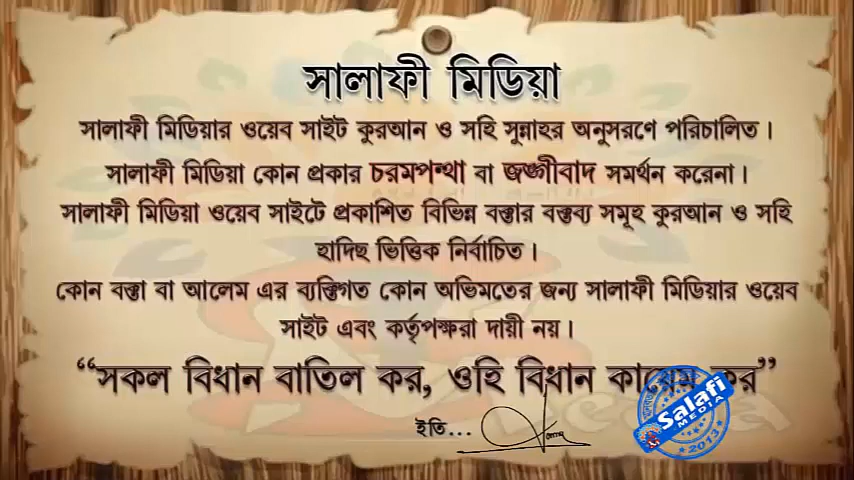 সালাফী মিডিয়া
সালাফী মিডিয়ার ওয়েব সাইট কুরআন ও সহি সুন্নাহর অনুসরণে পরিচালিত।
সালাফী মিডিয়া কোন প্রকার চরমপন্থা বা জঙ্গীবাদ সমর্থন করেনা।
সালাফী মিডিয়া ওয়েব সাইটে প্রকাশিত বিভিন্ন বক্তার বক্তব্য সমূহ কুরআন ও সহি
হাদিছ ভিত্তিক নির্বাচিত।
কোন বক্তা বা আলেম এর ব্যক্তিগত কোন অভিমতের জন্য সালাফী মিডিয়ার ওয়েব
সাইট এবং কর্তৃপক্ষরা দায়ী নয়।
“সকল বিধান বাতিল কর, ওহি বিধান কায়েম কর”
ইতি...
Salafi
MEDIA
2013